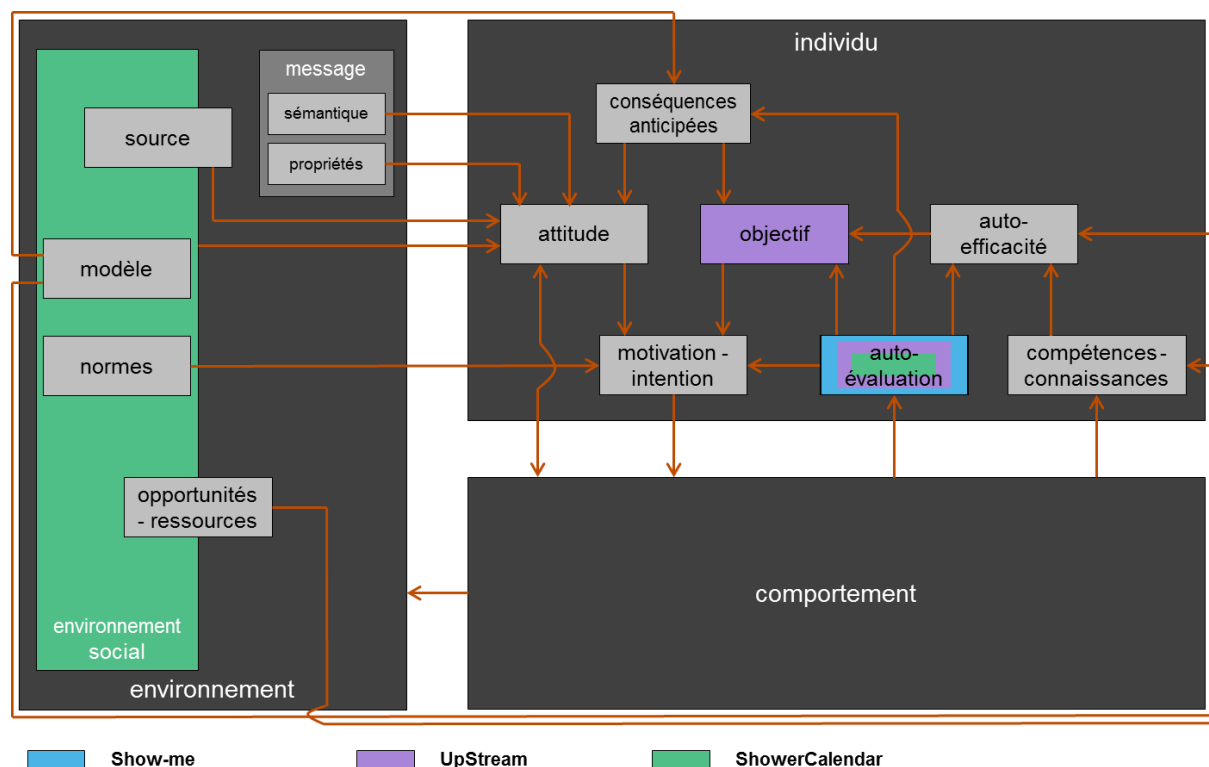 individu
message
sémantique
propriétés
source
modèle
normes
opportunités
- ressources
environnement
social
environnement
conséquences
anticipées
attitude
objectif
auto-
efficacité
motivation -
intention
auto-
évaluation
compétences -
connaissances
comportement
Show-me
UpStream
ShowerCalendar